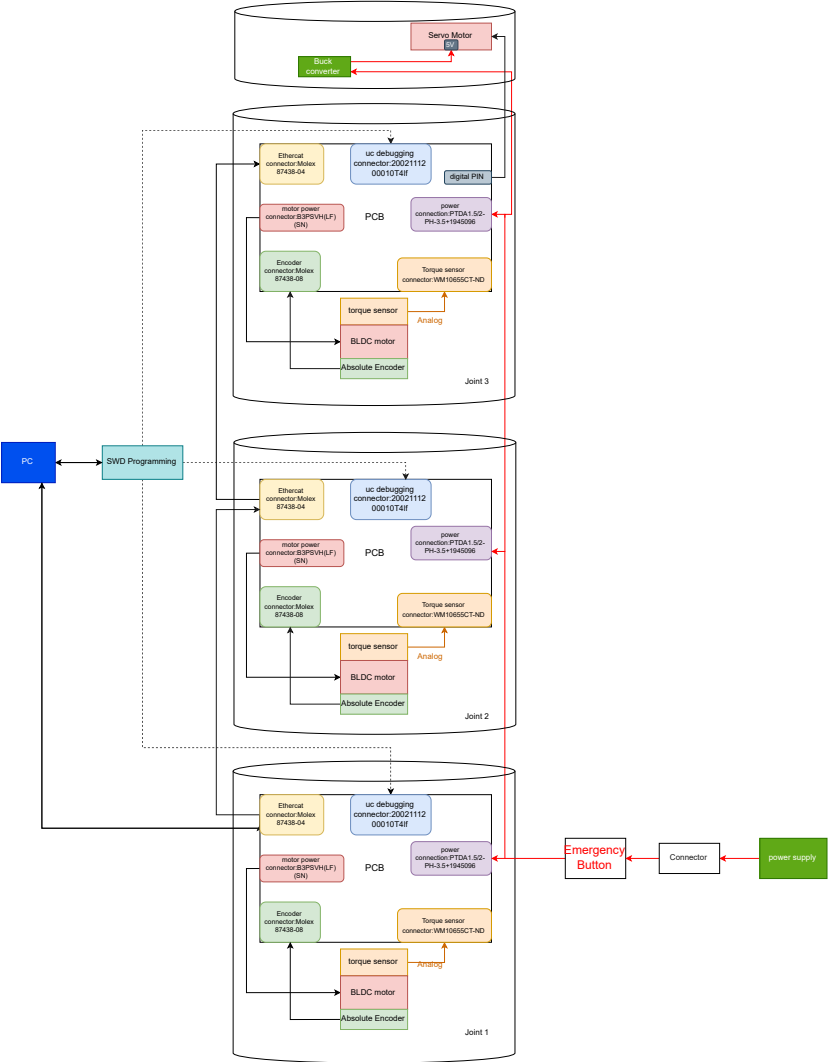 Servo Motor
5V
Buck
converter
Ethercat
connector:Molex
87438-04
uc debugging
connector:20021112
00010T4lf
digital PIN
motor power
connector:B3PSVH(LF)
(SN)
PCB
power
connection:PTDA1.5/2-
PH-3.5+1945096
Encoder
connector:Molex
87438-08
Torque sensor
connector:WM10655CT-ND
torque sensor
Analog
BLDC motor
Absolute Encoder
Joint 3
PC
SWD Programming
Ethercat
connector:Molex
87438-04
uc debugging
connector:20021112
00010T4lf
motor power
connector:B3PSVH(LF)
(SN)
PCB
power
connection:PTDA1.5/2-
PH-3.5+1945096
Encoder
connector:Molex
87438-08
Torque sensor
connector:WM10655CT-ND
torque sensor
Analog
BLDC motor
Absolute Encoder
Joint 2
Ethercat
connector:Molex
87438-04
uc debugging
connector:20021112
00010T4lf
motor power
connector:B3PSVH(LF)
(SN)
PCB
power
connection:PTDA1.5/2-
PH-3.5+1945096
Emergency
Button
Connector
power supply
Encoder
connector:Molex
87438-08
Torque sensor
connector:WM10655CT-ND
torque sensor
Analog
BLDC motor
Absolute Encoder
Joint 1